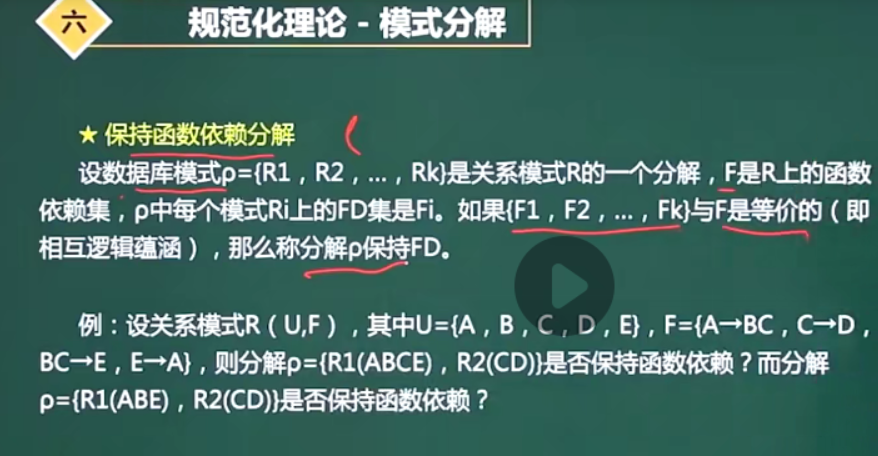 六
规范化理论 - 模式分解
★ 保持函数依赖分解
设数据库模式ρ={R1，R2，...，Rk}是关系模式R的一个分解，F是R上的函数
依赖集，ρ中每个模式Ri上的FD集是Fi。如果{F1，F2，...，Fk}与F是等价的（即
相互逻辑蕴涵），那么称分解ρ保持FD。
例：设关系模式R（U,F），其中U={A，B，C，D，E}，F={A→BC，C→D，
BC→E，E→A}，则分解ρ={R1(ABCE)，R2(CD)}是否保持函数依赖？而分解
ρ={R1(ABE)，R2(CD)}是否保持函数依赖？